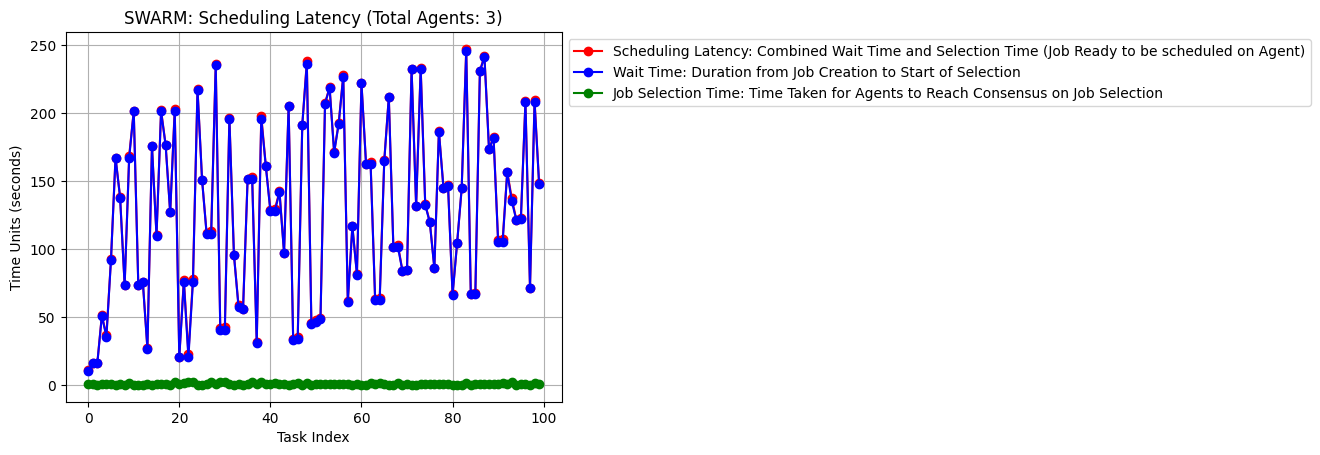 SWARM: Scheduling Latency (Total Agents: 3)
Scheduling Latency: Combined Wait Time and Selection Time (Job Ready to be scheduled on Agent)
Wait Time: Duration from Job Creation to Start of Selection
Job Selection Time: Time Taken for Agents to Reach Consensus on Job Selection
Time Units (seconds)
250
200
150
100
50
0
0 20 40 60 80 100
Task Index